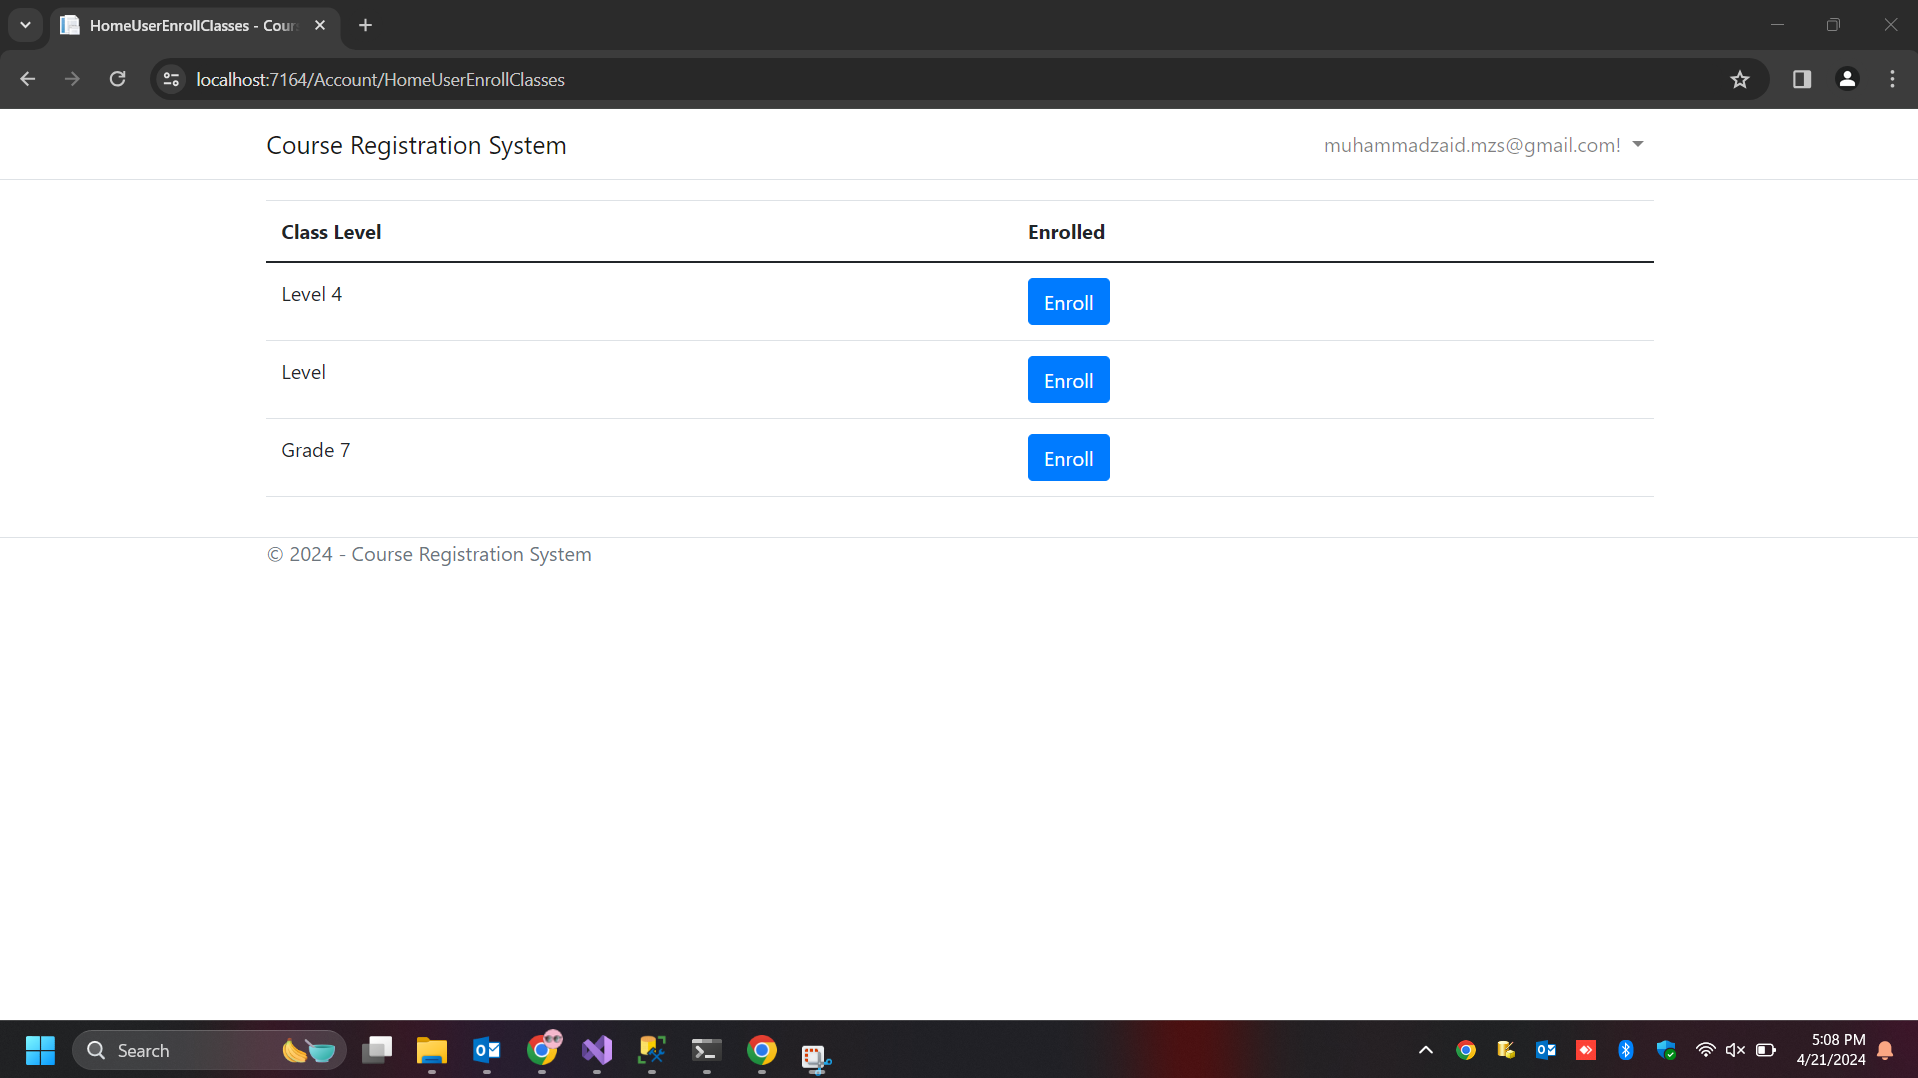 HomeUserEnrollClasses - Cour
localhost:7164/Account/HomeUserEnrollClasses
Course Registration System
muhammadzaid.mzs@gmail.com!
Class Level Enrolled
Level 4 Enroll
Level Enroll
Grade 7 Enroll
© 2024 - Course Registration System
Search
5:08 PM
4/21/2024